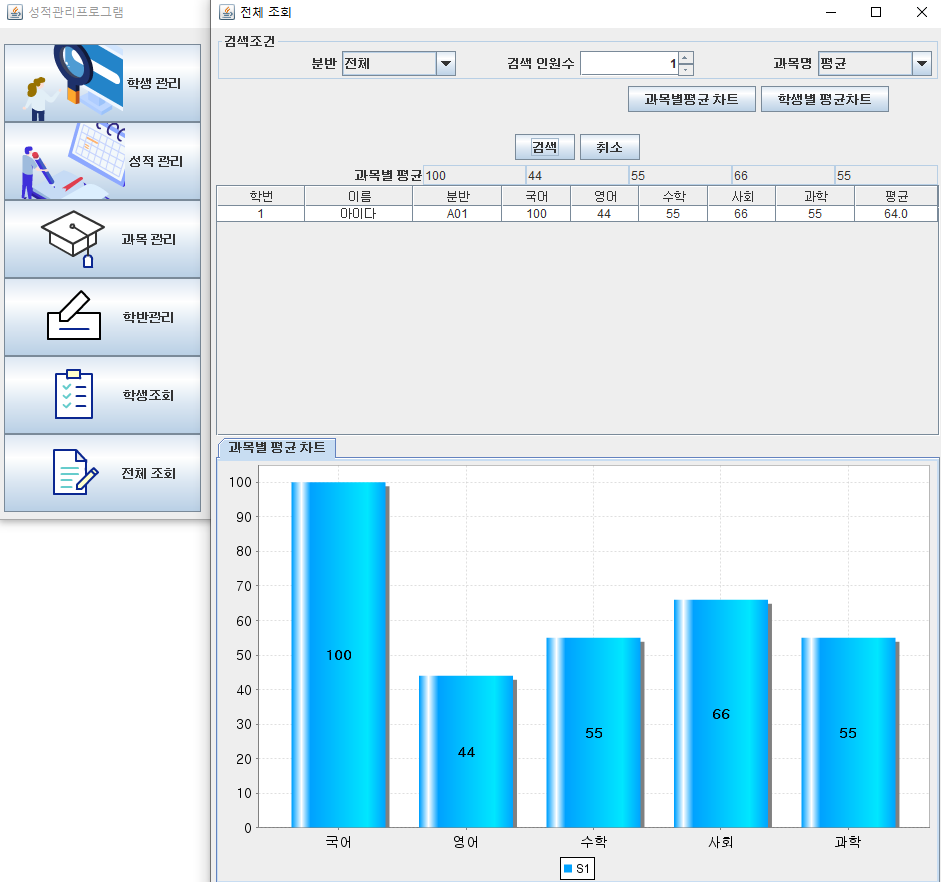 성적관리프로그램
학생 관리
성적 관리
과목 관리
학반관리
학생조회
전체 조회
전체 조회
검색조건
분반 전체 검색 인원수 1 과목명 평균
과목별평균 차트 학생별 평균차트
검색 취소
과목별 평균 100 44 55 66 55
학번 이름 분반 국어 영어 수학 사회 과학 평균
1 아이다 A01 100 44 55 66 55 64.0
과목별 평균 차트
100
90
80
70
60
50
40
30
20
10
0
100 44 55 66 55
국어 영어 수학 사회 과학
S1